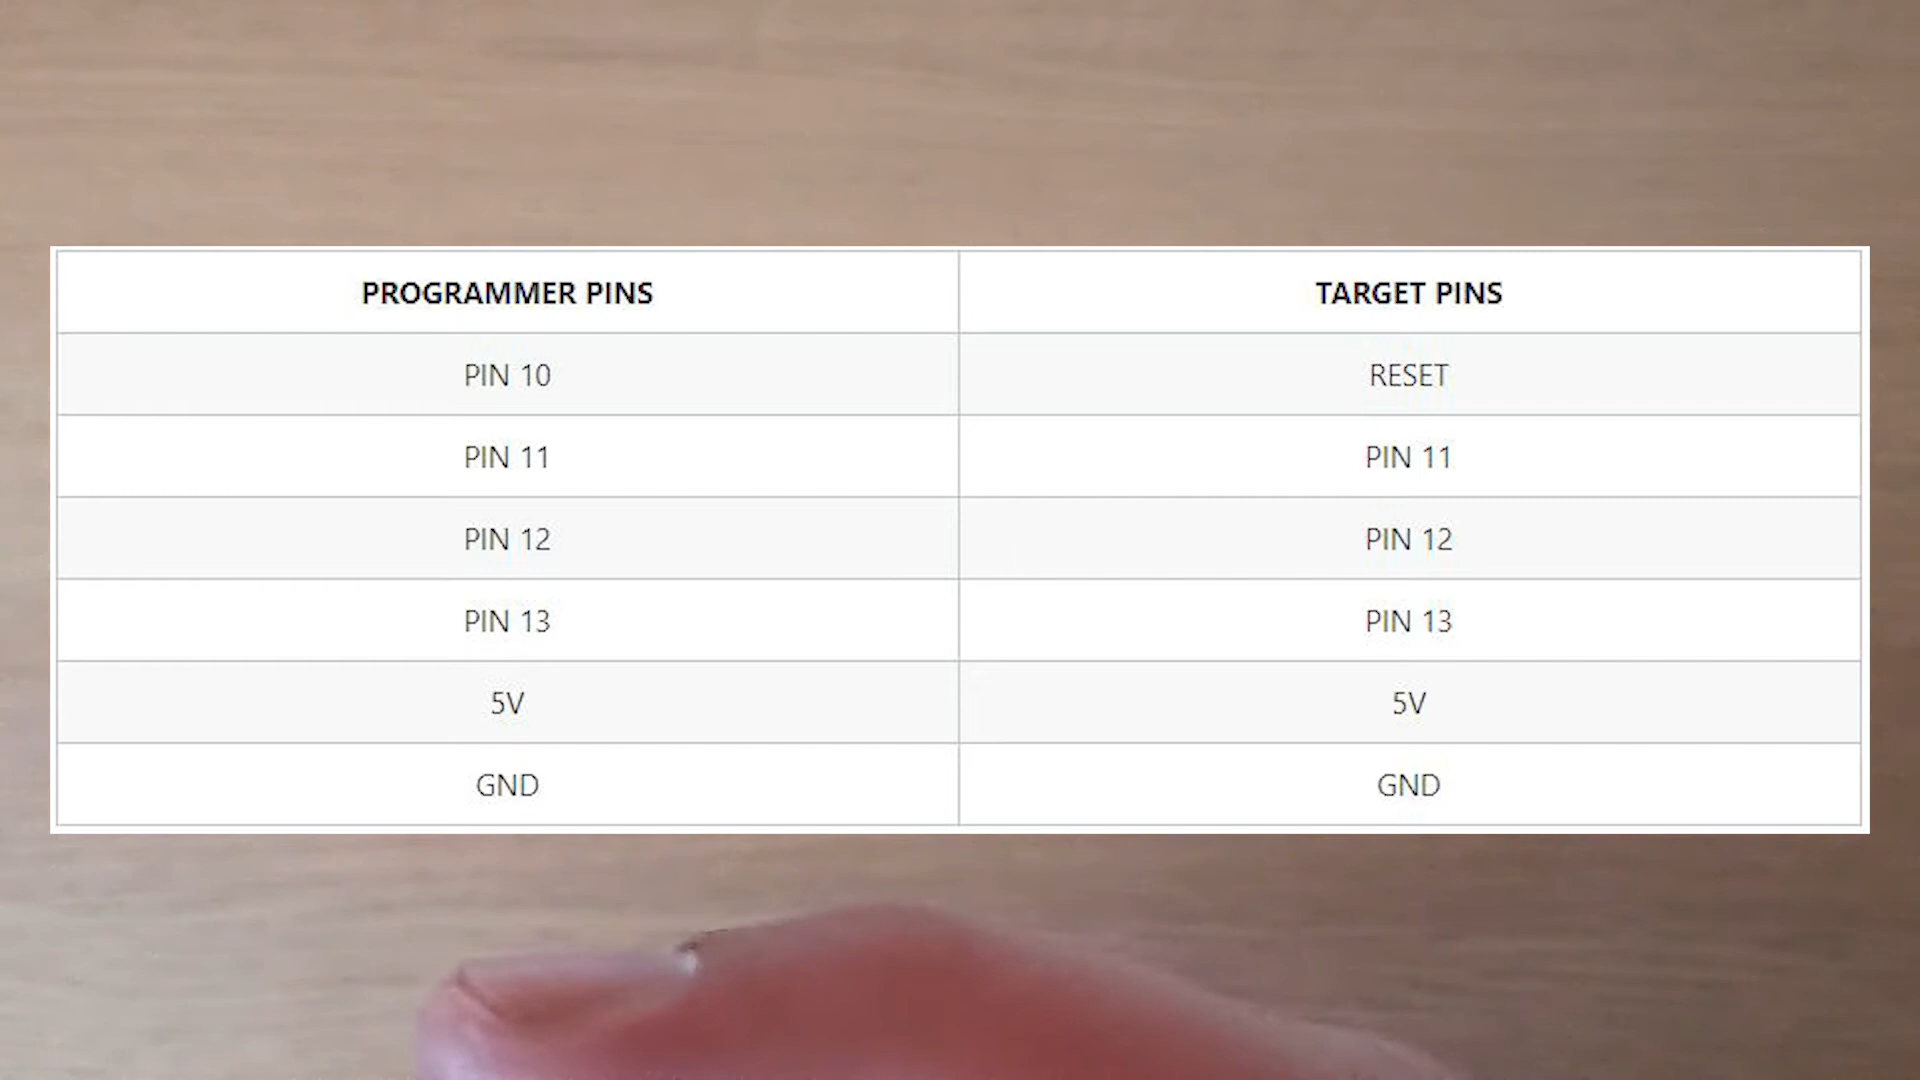 PROGRAMMER PINS TARGET PINS
PIN 10 RESET
PIN 11 PIN 11
PIN 12 PIN 12
PIN 13 PIN 13
5V 5V
GND GND